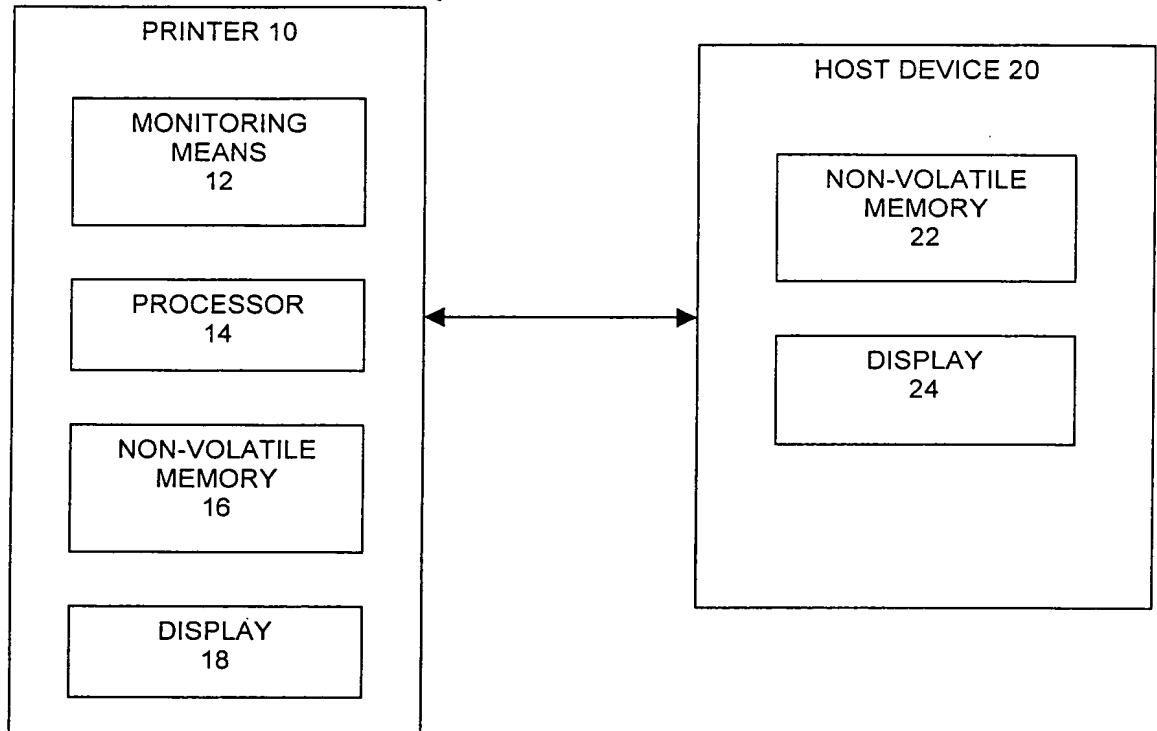 PRINTER 10
MONITORING
MEANS
12
PROCESSOR
14
NON-VOLATILE
MEMORY
16
DISPLAY
18
HOST DEVICE 20
NON-VOLATILE
MEMORY
22
DISPLAY
24